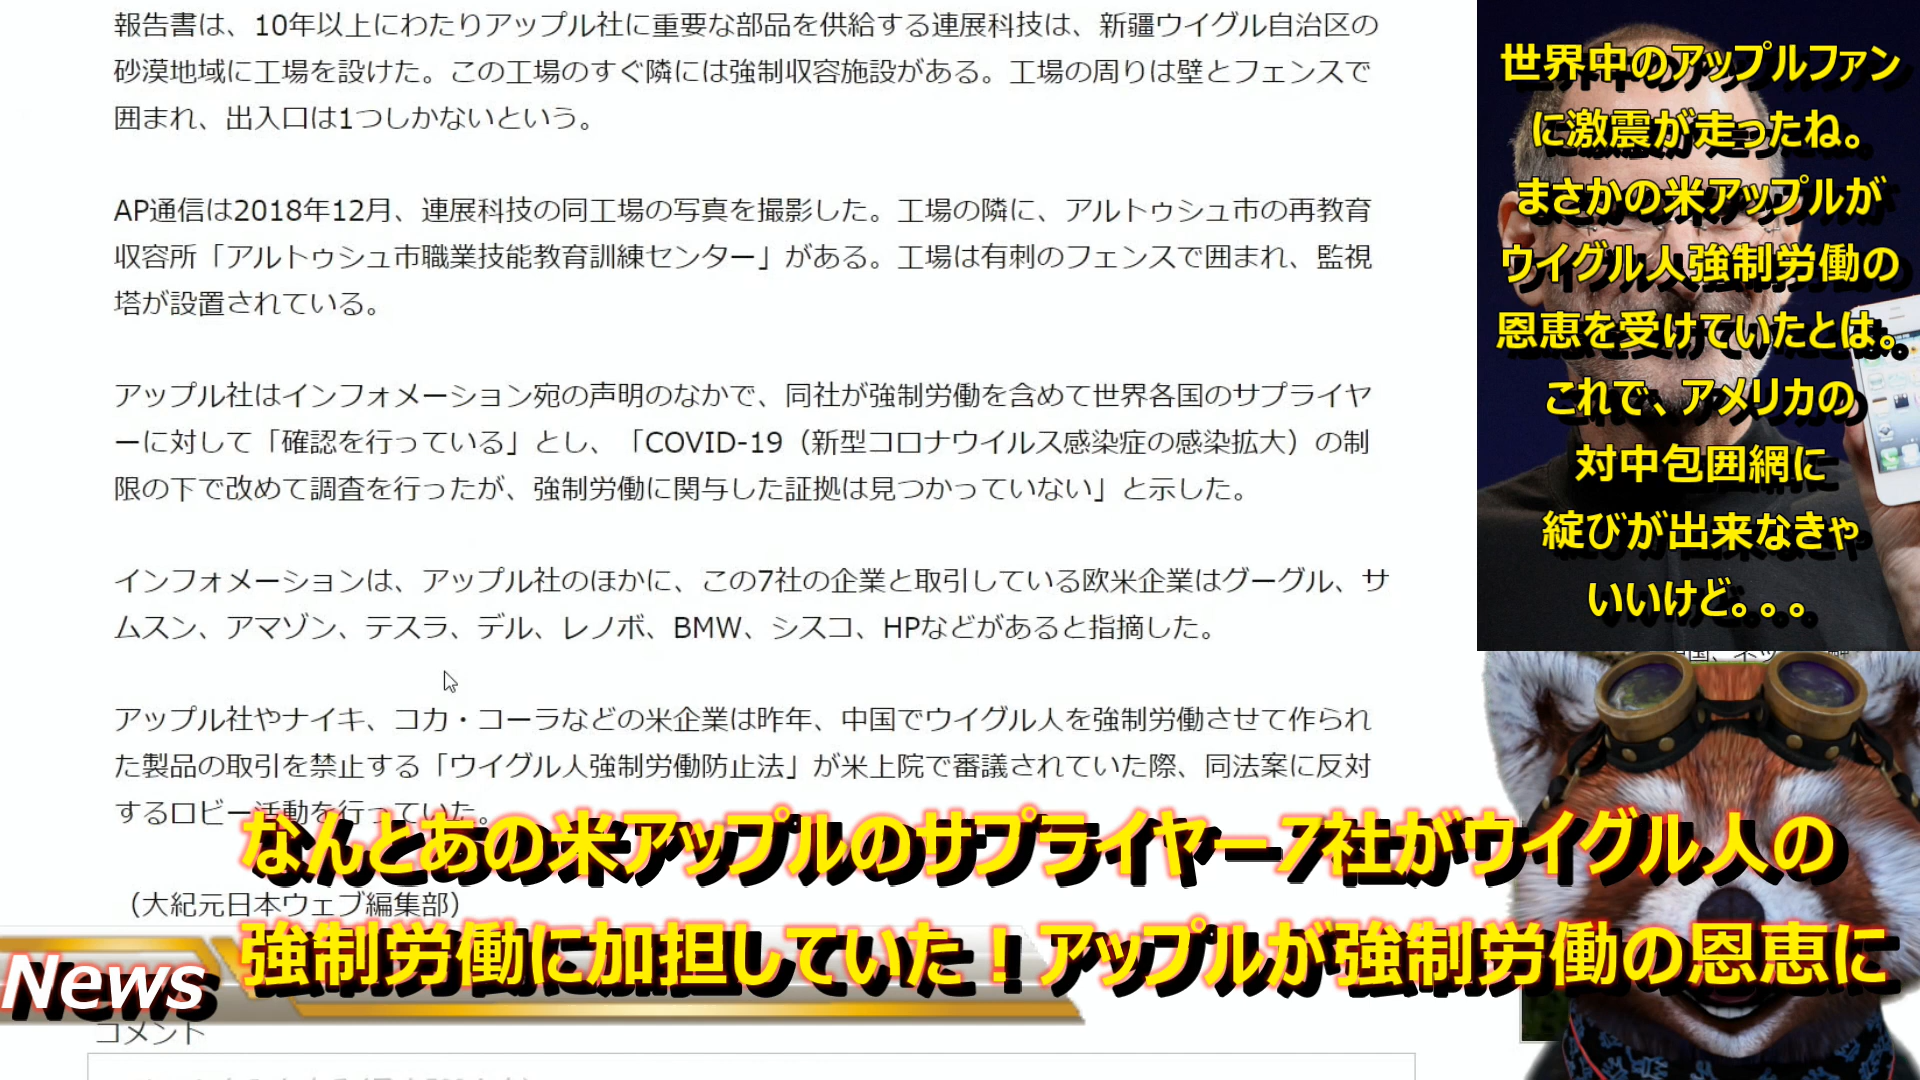 報告書は、10年以上にわたりアップル社に重要な部品を供給する連展科技は、新疆ウイグル自治区の
砂漠地域に工場を設けた。この工場のすぐ隣には強制収容施設がある。工場の周りは壁とフェンスで
囲まれ、出入口は1つしかないという。
AP通信は2018年12月、連展科技の同工場の写真を撮影した。工場の隣に、アルトゥシュ市の再教育
収容所「アルトゥシュ市職業技能教育訓練センター」がある。工場は有刺のフェンスで囲まれ、監視
塔が設置されている。
アップル社はインフォメーション宛の声明のなかで、同社が強制労働を含めて世界各国のサプライヤ
ーに対して「確認を行っている」とし、「COVID-19（新型コロナウイルス感染症の感染拡大）の制
限の下で改めて調査を行ったが、強制労働に関与した証拠は見つかっていない」と示した。
インフォメーションは、アップル社のほかに、この7社の企業と取引している欧米企業はグーグル、サ
ムスン、アマゾン、テスラ、デル、レノボ、BMW、シスコ、HPなどがあると指摘した。
アップル社やナイキ、コカ・コーラなどの米企業は昨年、中国でウイグル人を強制労働させて作られ
た製品の取引を禁止する「ウイグル人強制労働防止法」が米上院で審議されていた際、同法案に反対
するロビー活動を行っていた。
（大紀元日本ウェブ編集部）
コメント
世界中のアップルファン
に激震が走ったね。
まさかの米アップルが
ウイグル人強制労働の
恩恵を受けていたとは。
これで、アメリカの
対中包囲網に
綻びが出来なきゃ
いいけど。。。
なんとあの米アップルのサプライヤー7社がウイグル人の
強制労働に加担していた！アップルが強制労働の恩恵に
News